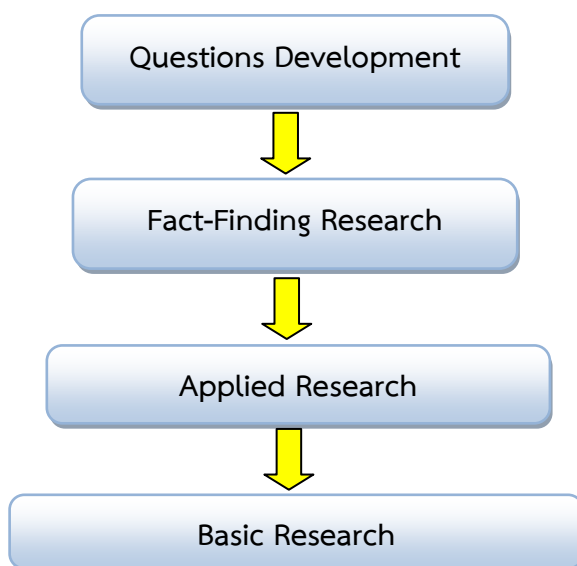 Questions Development
Fact-Finding Research
Applied Research
Basic Research